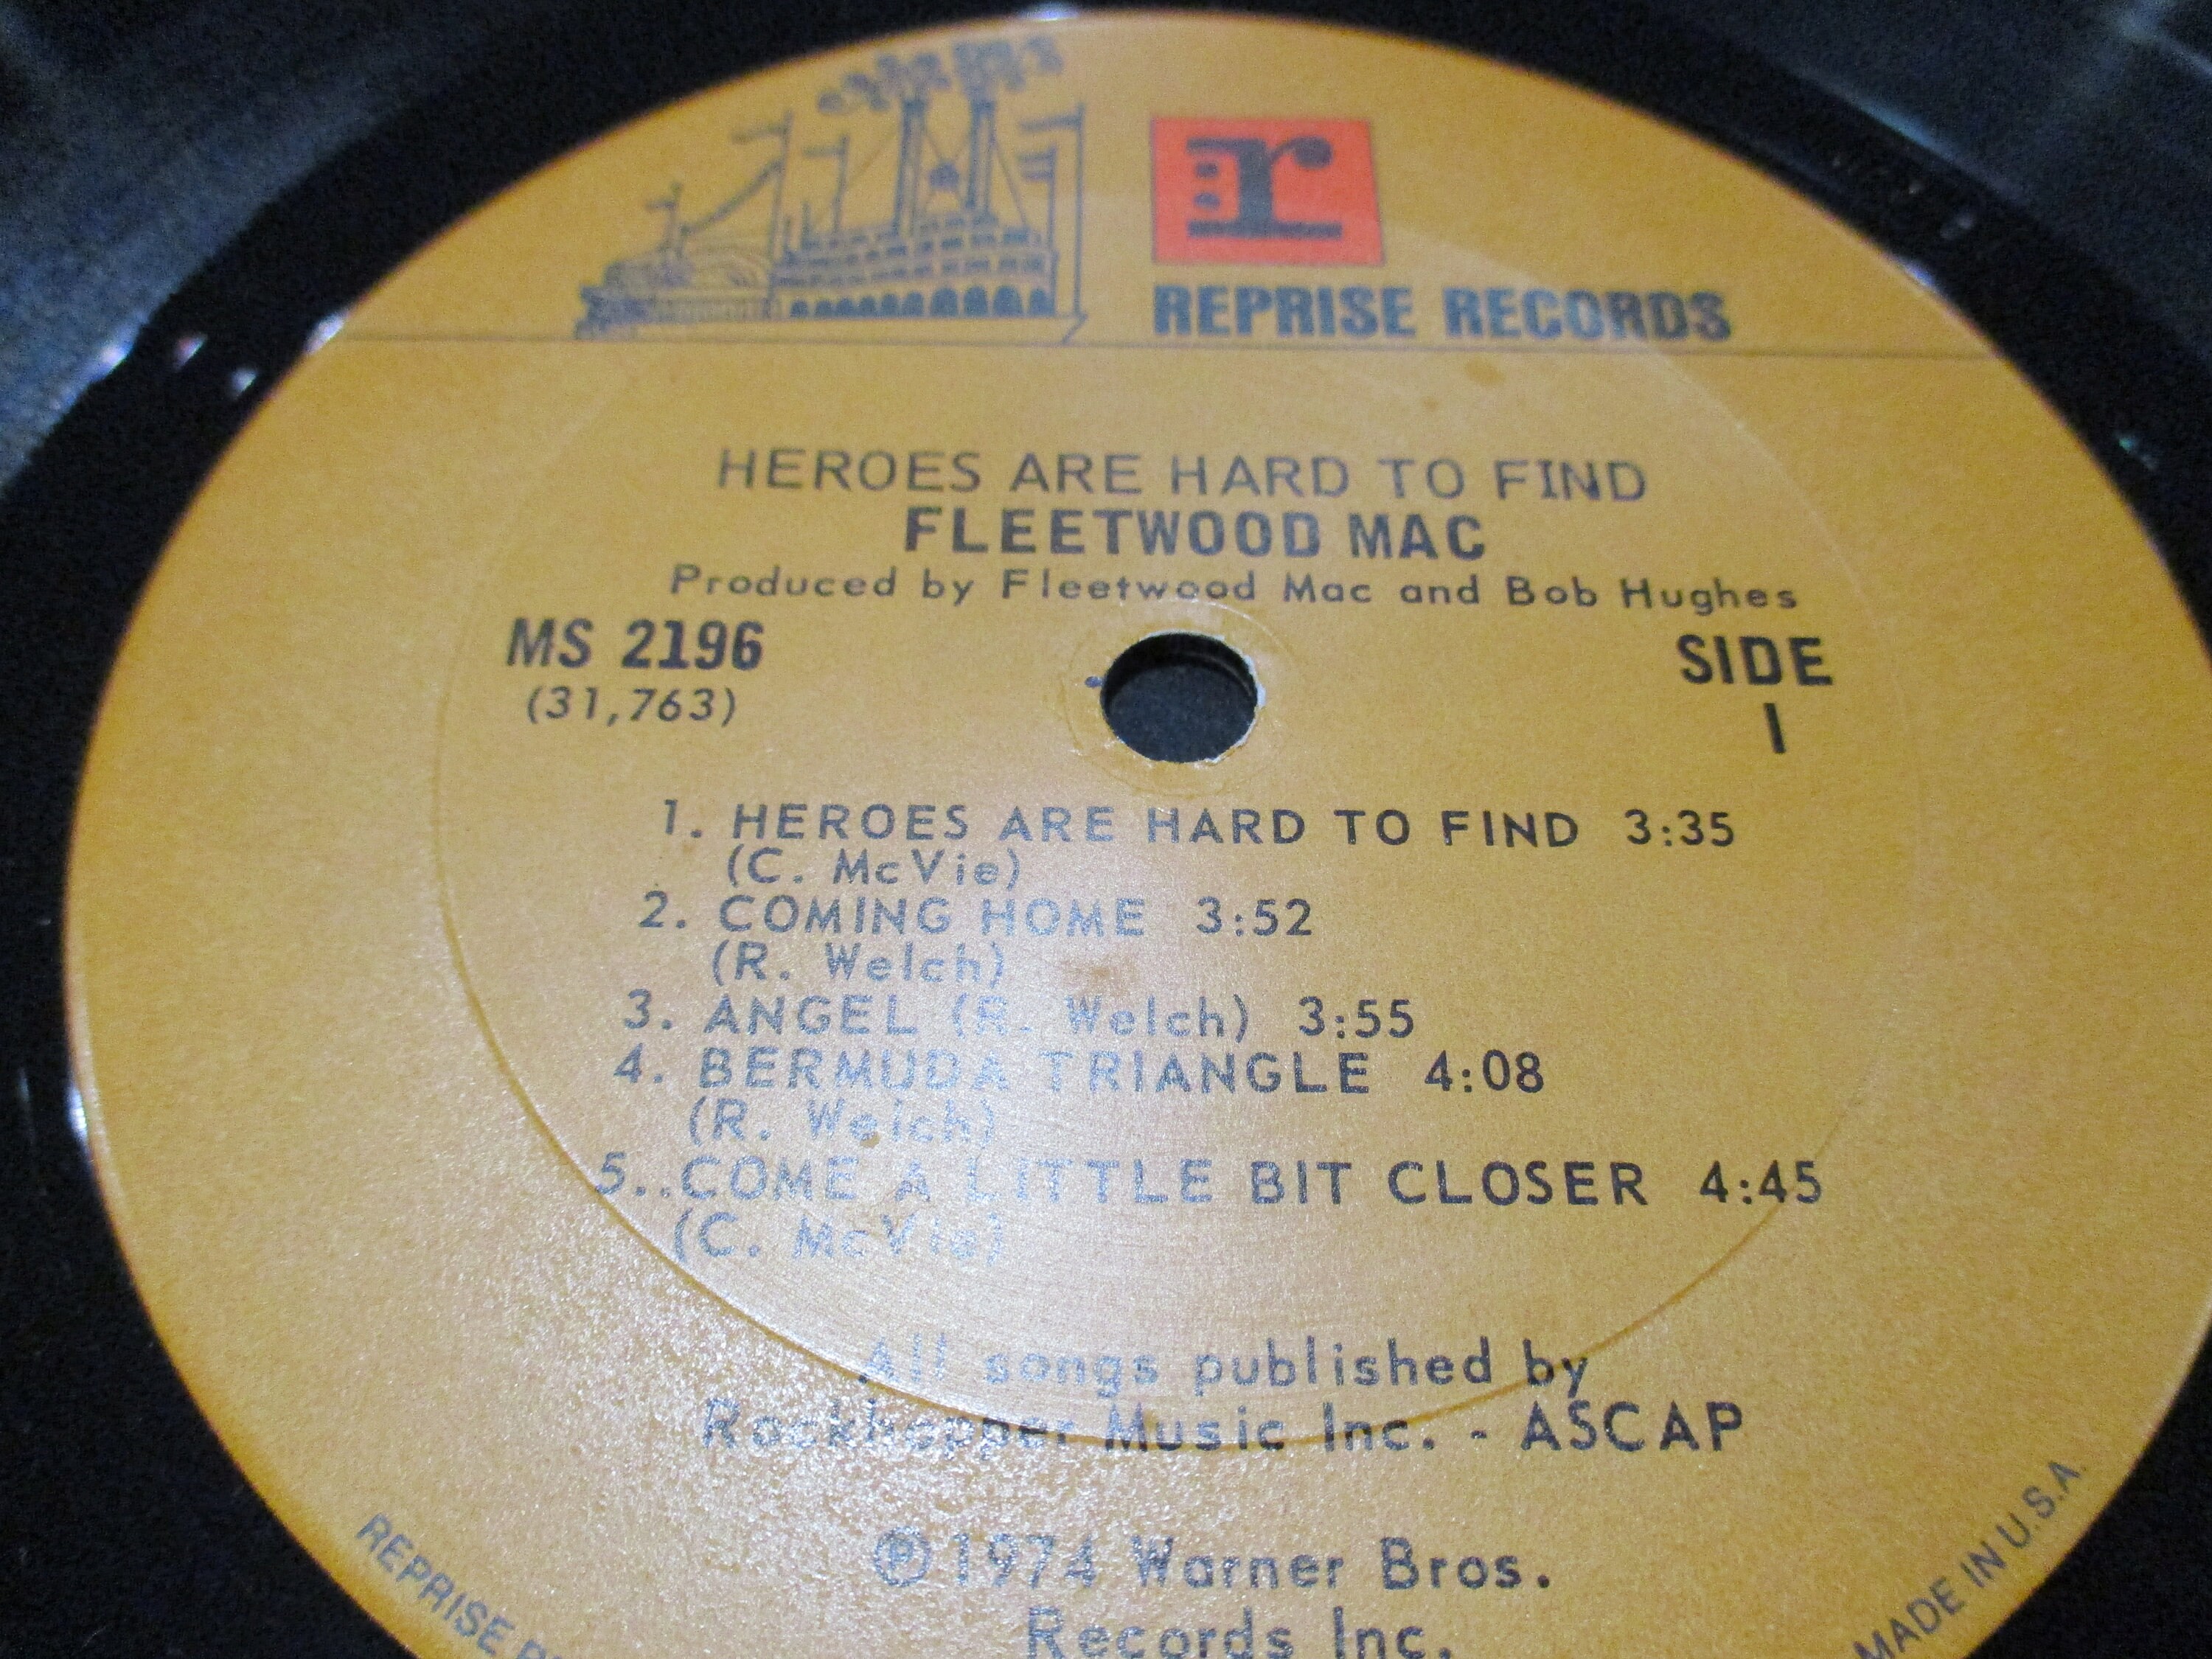 r
REPRISE RECORDS
HEROES ARE HARD TO FIND
FLEETWOOD MAC
Produced by Fleetwood Mac and Bob Hughes
MS 2196
(31,763)
SIDE
1
1. HEROES ARE HARD TO FIND 3:35
(C. McVie)
2. COMING HOME 3:52
(R. Welch)
3. ANGEL (R. Welch) 3:55
4. BERMUDA TRIANGLE 4:08
(R. Welch)
5..COME A LITTLE BIT CLOSER 4:45
(C. McVie)
All songs published by
Rockhopper Music Inc. - ASCAP
℗1974 Warner Bros.
Records Inc.
REPRISE
MADE IN U.S.A.